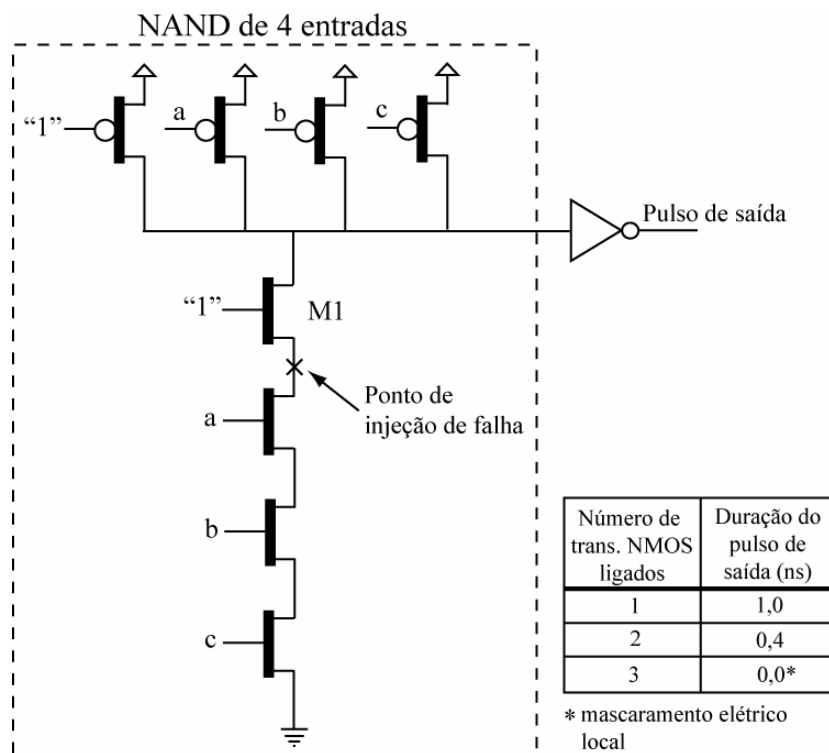 NAND de 4 entradas
“1”
a
b
c
Pulso de saída
“1”
M1
Ponto de
injeção de falha
a
b
c
Número de
trans. NMOS
ligados
Duração do
pulso de
saída (ns)
1
1,0
2
0,4
3
0,0*
* mascaramento elétrico
local